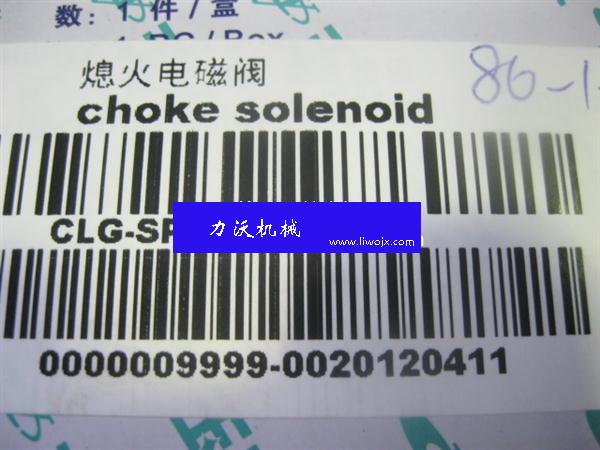 数: 1件/盒
熄火电磁阀
86-1
choke solenoid
CLG-SP
力沃机械
www.liwojx.com
0000009999-0020120411